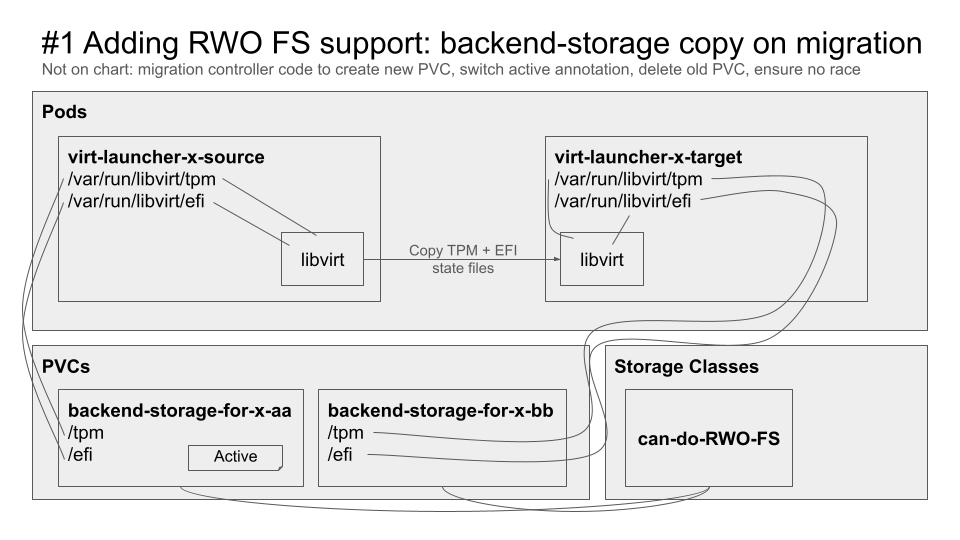 #1 Adding RWO FS support: backend-storage copy on migration
Not on chart: migration controller code to create new PVC, switch active annotation, delete old PVC, ensure no race
Pods
virt-launcher-x-source
/var/run/libvirt/tpm
/var/run/libvirt/efi
libvirt
Copy TPM + EFI
state files
virt-launcher-x-target
/var/run/libvirt/tpm
/var/run/libvirt/efi
libvirt
PVCs
backend-storage-for-x-aa
/tpm
/efi
Active
backend-storage-for-x-bb
/tpm
/efi
Storage Classes
can-do-RWO-FS